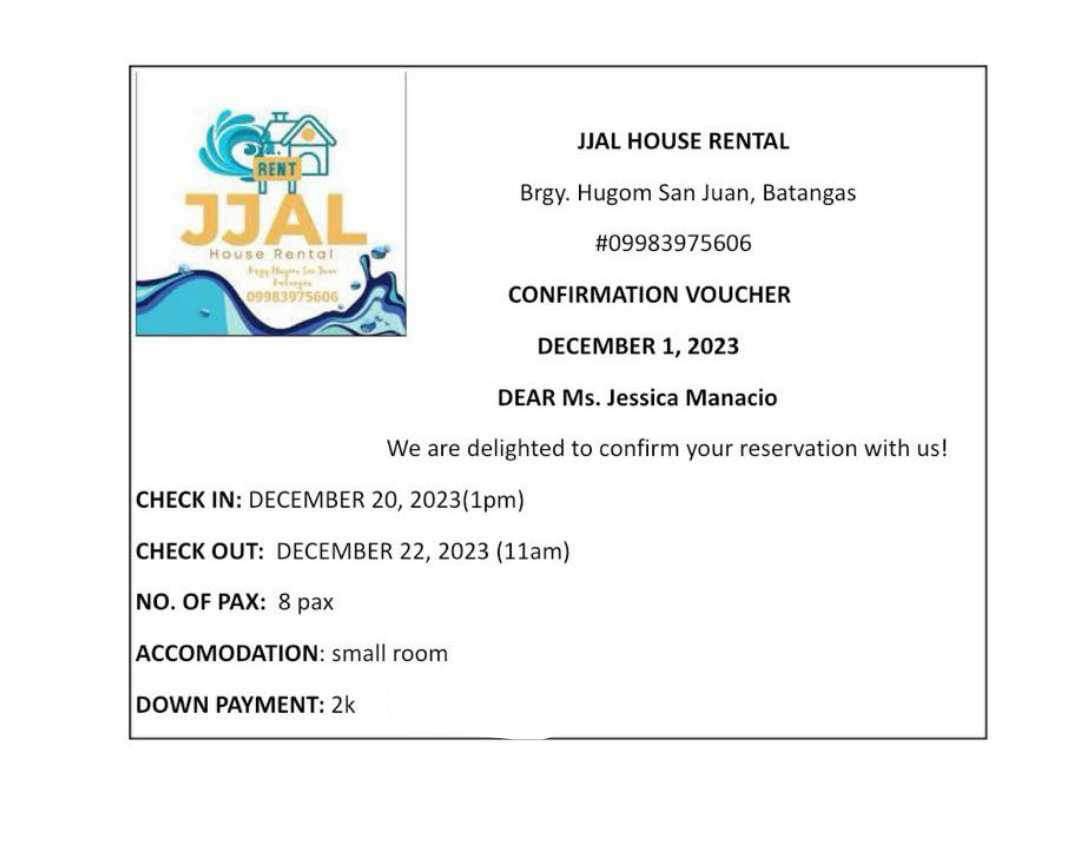 RENT
JJAL
House Rental
Brgy. Hugom San Juan
Batangas
09983975606
JJAL HOUSE RENTAL
Brgy. Hugom San Juan, Batangas
#09983975606
CONFIRMATION VOUCHER
DECEMBER 1, 2023
DEAR Ms. Jessica Manacio
We are delighted to confirm your reservation with us!
CHECK IN: DECEMBER 20, 2023(1pm)
CHECK OUT: DECEMBER 22, 2023 (11am)
NO. OF PAX: 8 pax
ACCOMODATION: small room
DOWN PAYMENT: 2k